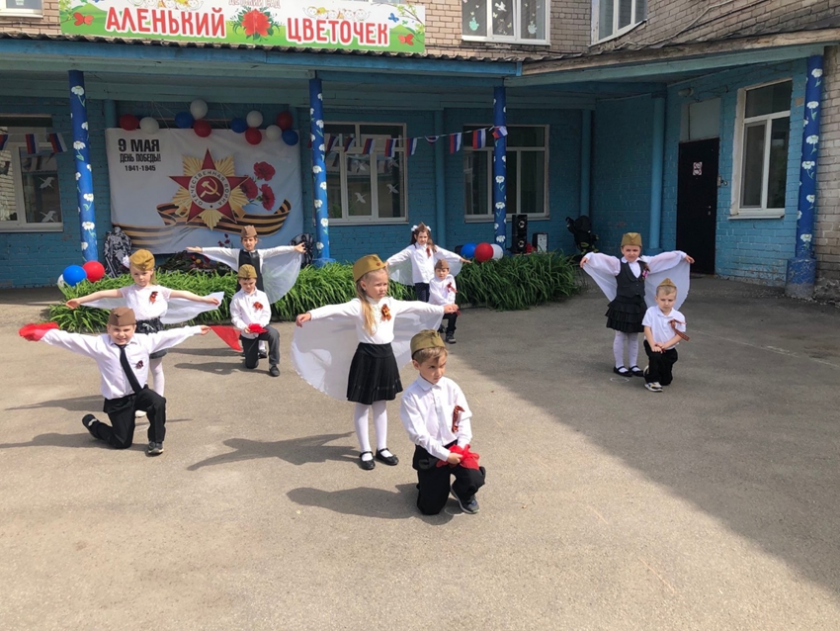 АЛЕНЬКИЙ ЦВЕТОЧЕК
9 МАЯ
ДЕНЬ ПОБЕДЫ!
1941-1945